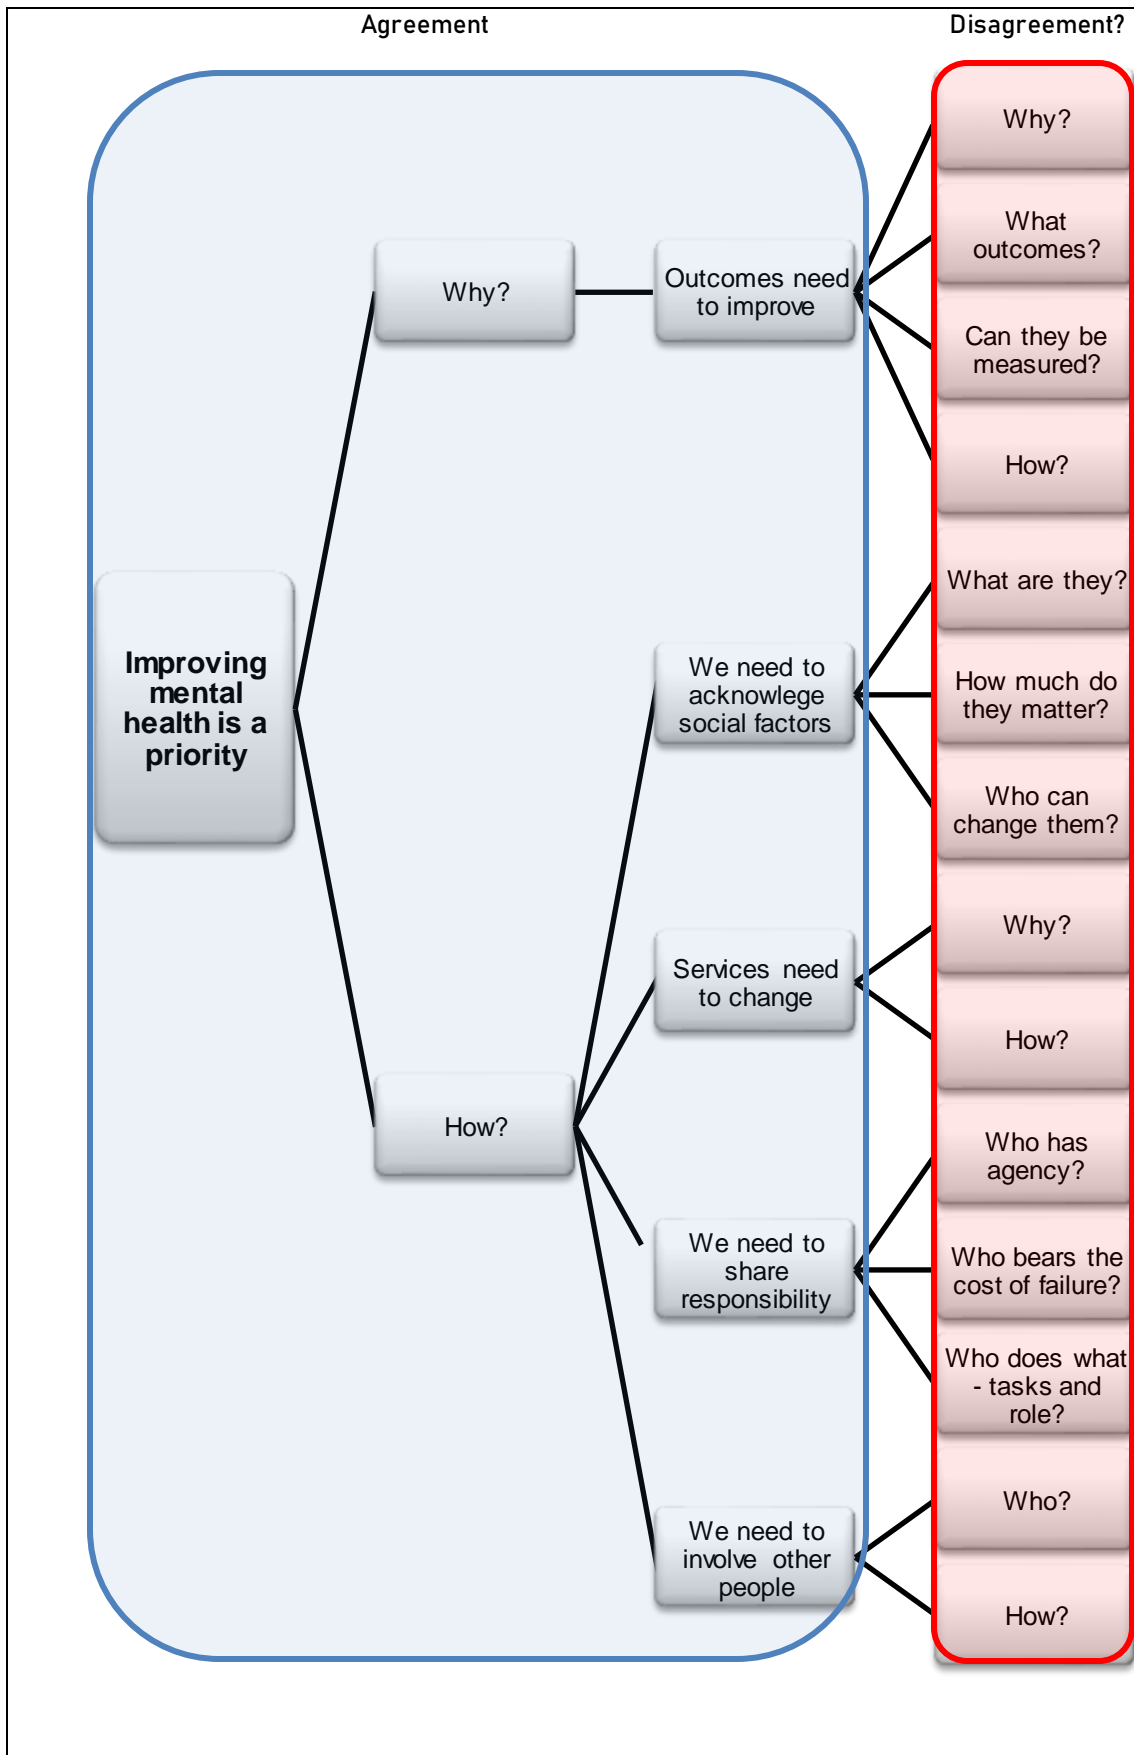 Agreement
Disagreement?
Why?
What
outcomes?
Can they be
measured?
How?
Why?
Outcomes need
to improve
Improving
mental
health is a
priority
What are they?
How much do
they matter?
Who can
change them?
We need to
acknowlege
social factors
Why?
How?
Services need
to change
How?
Who has
agency?
Who bears the
cost of failure?
Who does what
- tasks and
role?
We need to
share
responsibility
Who?
How?
We need to
involve other
people